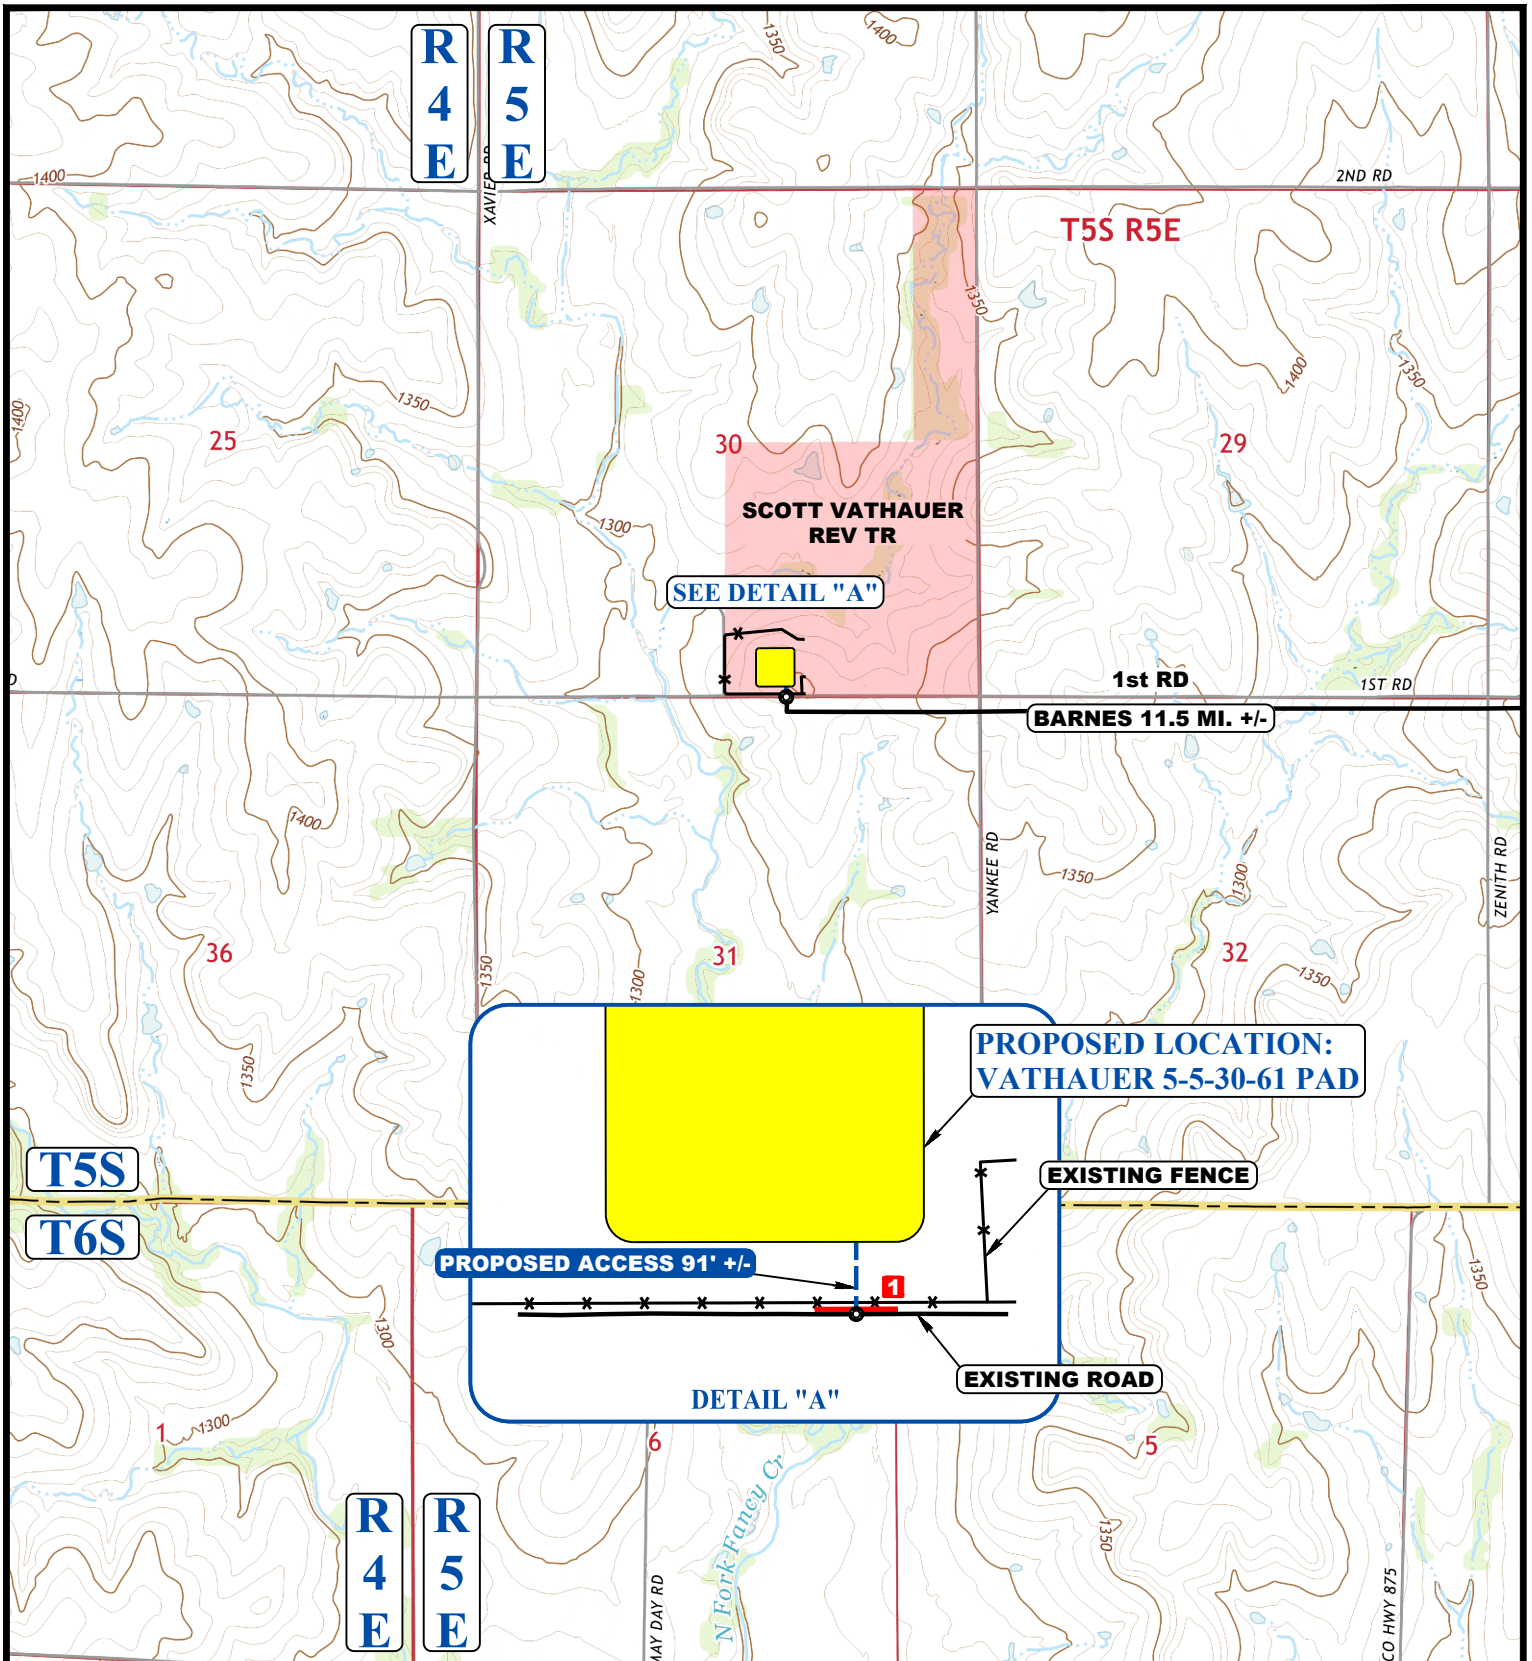 R
4
E
R
5
E
1350
1400
XAVIER RD
1400
2ND RD
T5S R5E
1350
1400
1350
1350
1400
25
30
29
SCOTT VATHAUER
REV TR
1300
SEE DETAIL "A"
1st RD
1ST RD
BARNES 11.5 MI. +/-
1400
YANKEE RD
1350
1300
ZENITH RD
36
31
32
1350
1300
1350
1350
PROPOSED LOCATION:
VATHAUER 5-5-30-61 PAD
T5S
EXISTING FENCE
T6S
PROPOSED ACCESS 91' +/-
1
1350
1300
EXISTING ROAD
DETAIL "A"
1
1300
6
5
N Fork Fancy Cr
R
4
E
R
5
E
1350
MAY DAY RD
CO HWY 875